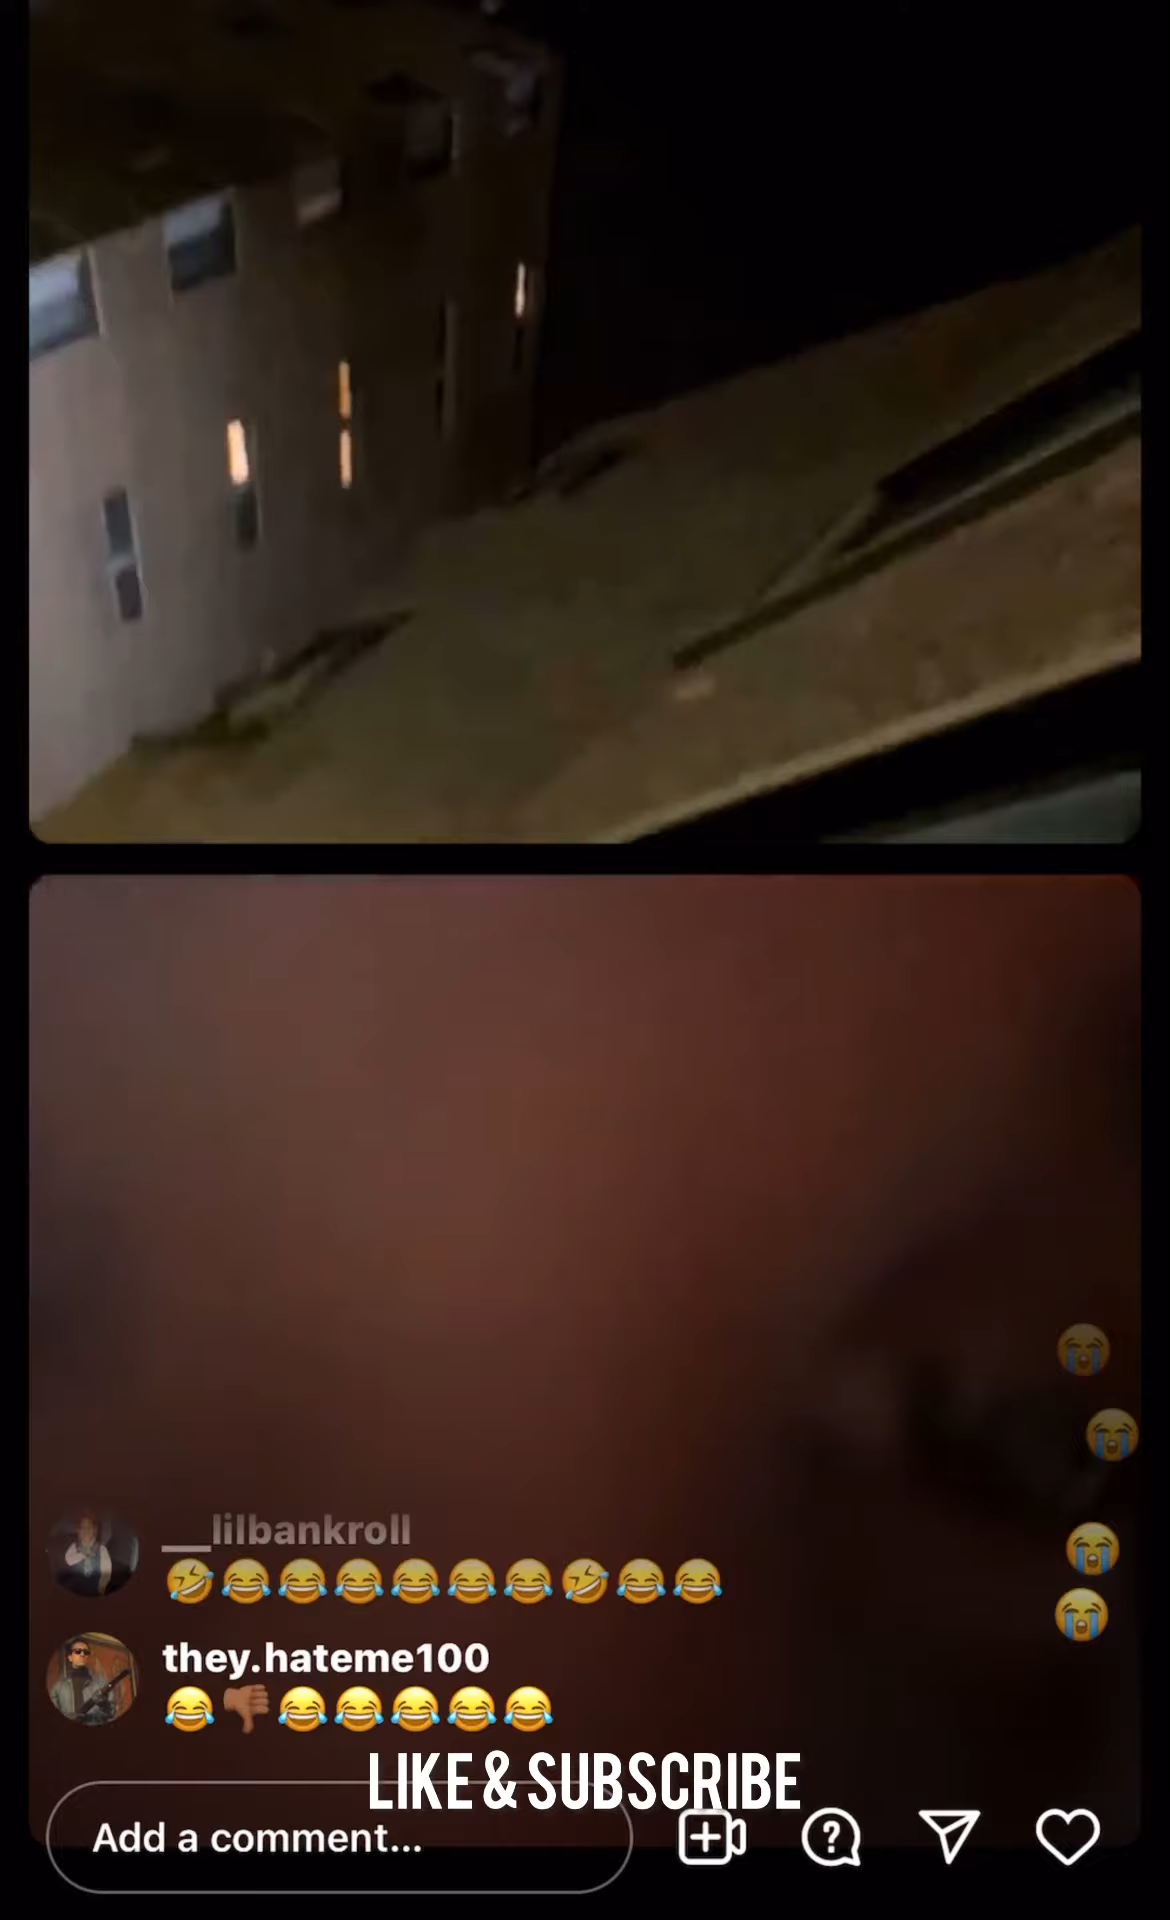 __lilbankroll
🤣😂😂😂😂😂😂🤣😂😂
they.hateme100
😂👎🏾😂😂😂😂😂
LIKE & SUBSCRIBE
Add a comment...